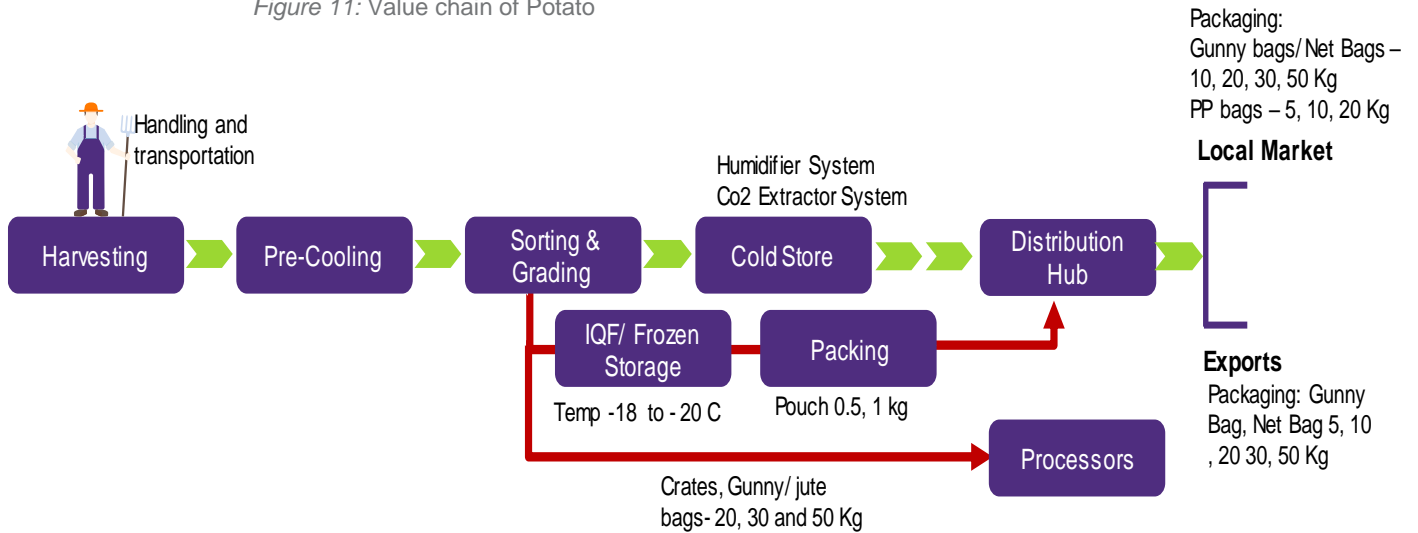 Figure 11: Value chain of Potato
Packaging:
Gunny bags/ Net Bags –
10, 20, 30, 50 Kg
PP bags – 5, 10, 20 Kg
Local Market
Handling and
transportation
Humidifier System
Co2 Extractor System
Harvesting
Pre-Cooling
Sorting &
Grading
Cold Store
Distribution
Hub
IQF/ Frozen
Storage
Packing
Temp -18 to - 20 C
Pouch 0.5, 1 kg
Exports
Packaging: Gunny
Bag, Net Bag 5, 10
, 20 30, 50 Kg
Processors
Crates, Gunny/ jute
bags- 20, 30 and 50 Kg